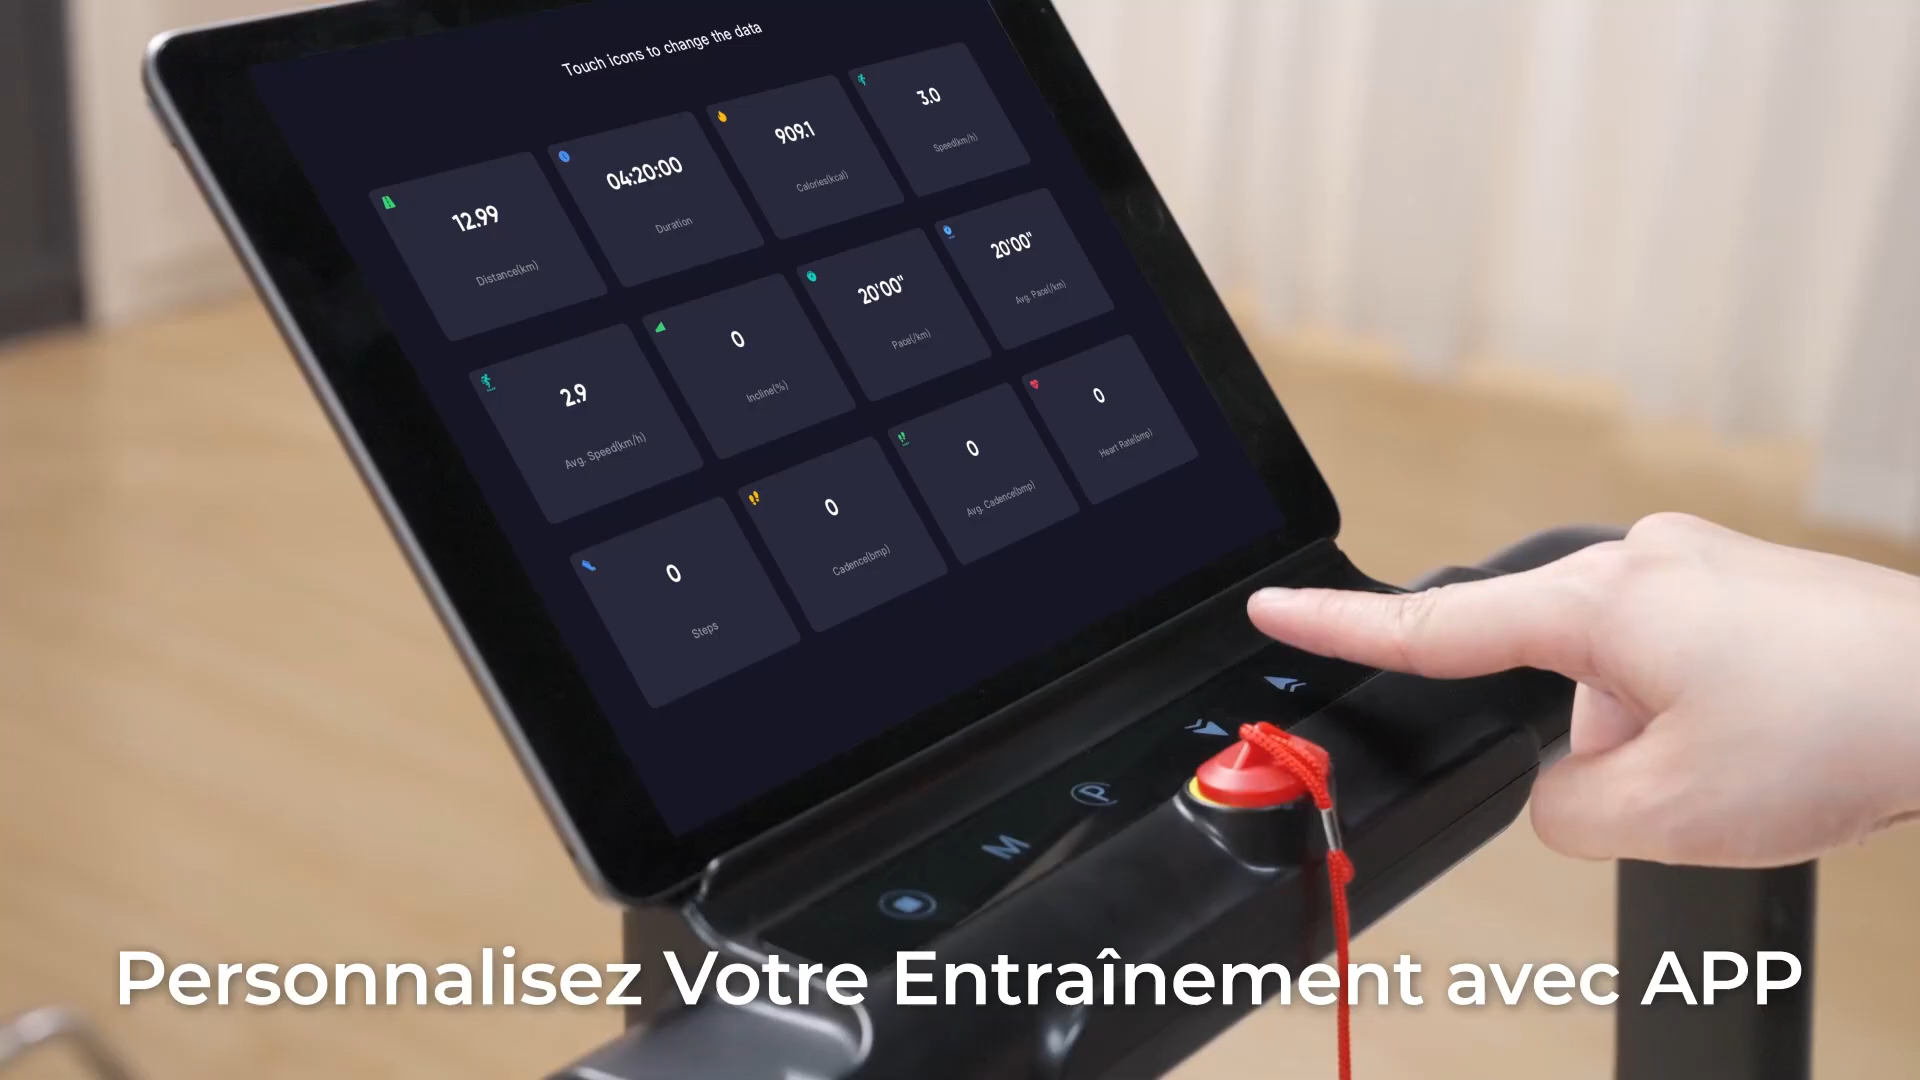 Touch icons to change the data
12.99
Distance(km)
04:20:00
Duration
909.1
Calories(kcal)
3.0
Speed(km/h)
2.9
Avg. Speed(km/h)
0
Incline(%)
20'00"
Pace(/km)
20'00"
Avg. Pace(/km)
0
Steps
0
Cadence(bmp)
0
Avg. Cadence(bmp)
0
Heart Rate(bmp)
P
M
Personnalisez Votre Entraînement avec APP